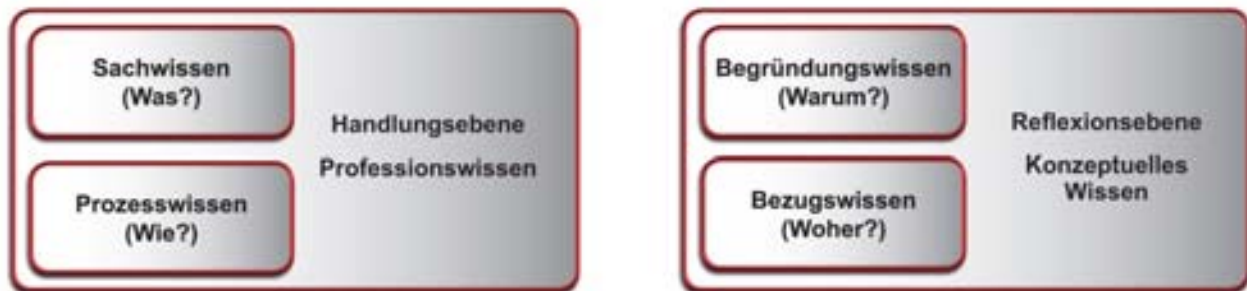 Sachwissen
(Was?)
Prozesswissen
(Wie?)
Handlungsebene
Professionswissen
Begründungswissen
(Warum?)
Bezugswissen
(Woher?)
Reflexionsebene
Konzeptuelles
Wissen